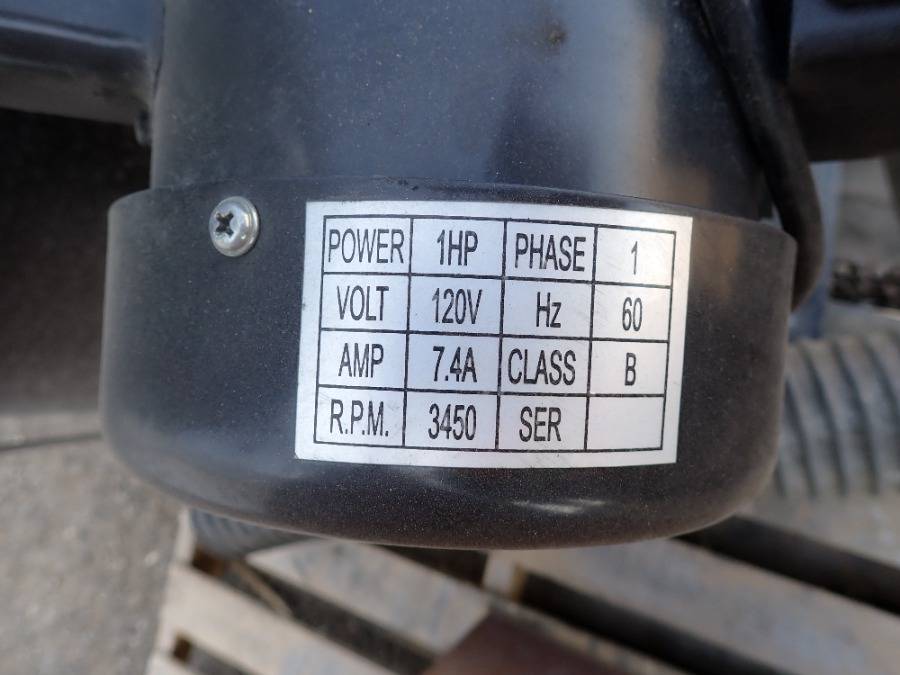 POWER 1HP PHASE 1
VOLT 120V Hz 60
AMP 7.4A CLASS B
R.P.M. 3450 SER